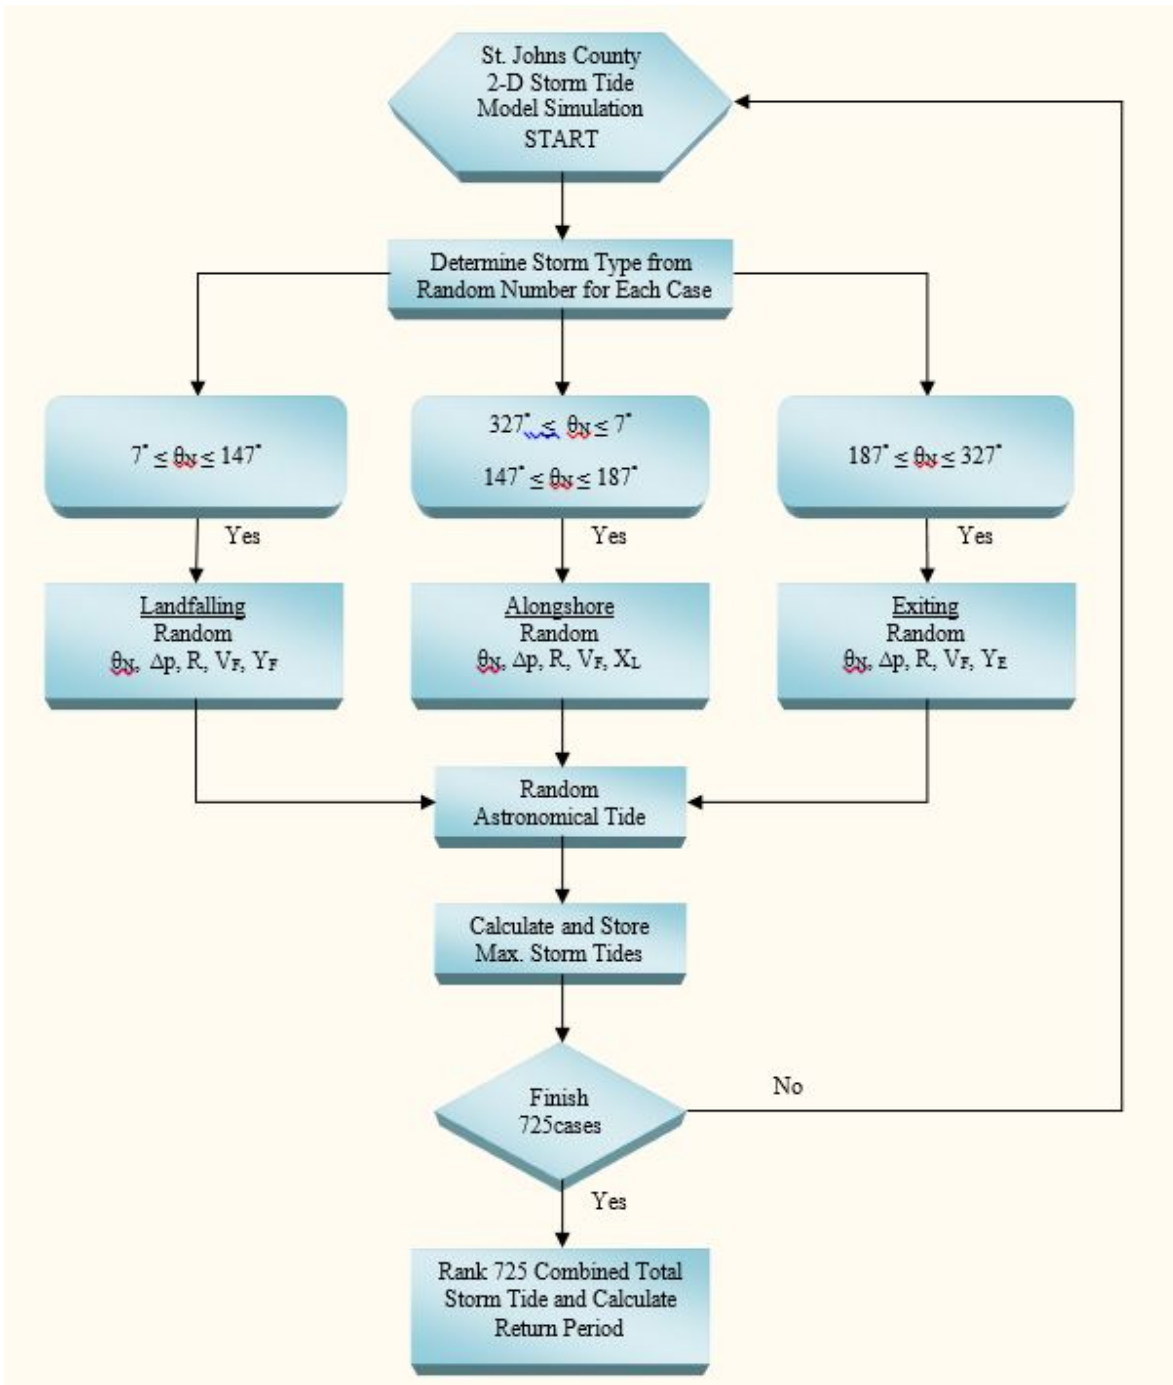 St. Johns County
2-D Storm Tide
Model Simulation
START
Determine Storm Type from
Random Number for Each Case
7° ≤ θN ≤ 147°
327° ≤ θN ≤ 7°
147° ≤ θN ≤ 187°
187° ≤ θN ≤ 327°
Yes
Yes
Yes
Landfalling
Random
θN, Δp, R, VF, YF
Alongshore
Random
θN, Δp, R, VF, XL
Exiting
Random
θN, Δp, R, VF, YE
Random
Astronomical Tide
Calculate and Store
Max. Storm Tides
Finish
725cases
No
Yes
Rank 725 Combined Total
Storm Tide and Calculate
Return Period